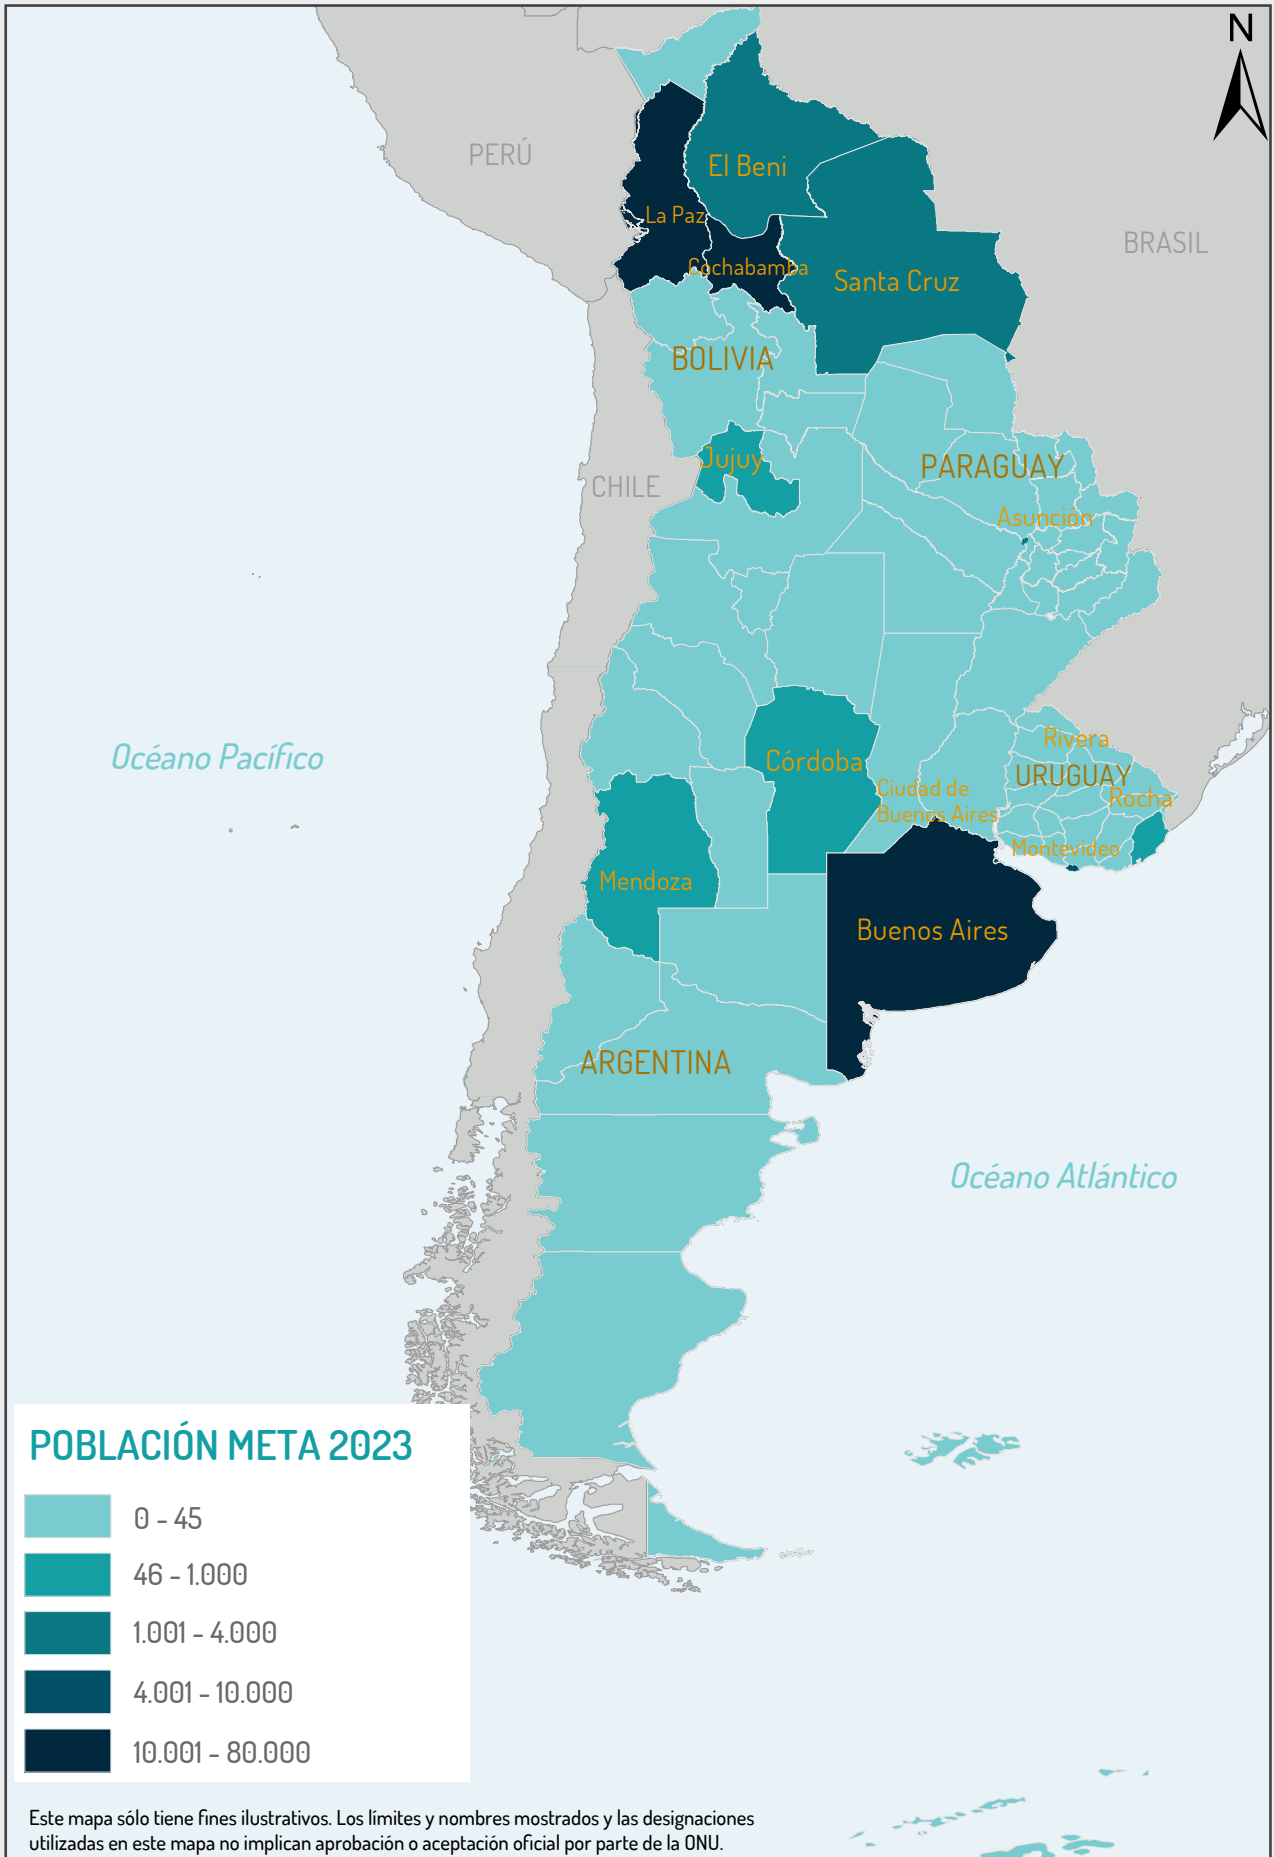 N
PERÚ
El Beni
La Paz
BRASIL
Cochabamba
Santa Cruz
BOLIVIA
Jujuy
PARAGUAY
CHILE
Asunción
Rivera
Océano Pacífico
Córdoba
URUGUAY
Ciudad de
Buenos Aires
Rocha
Montevideo
Mendoza
Buenos Aires
ARGENTINA
Océano Atlántico
POBLACIÓN META 2023
0 - 45
46 - 1.000
1.001 - 4.000
4.001 - 10.000
10.001 - 80.000
Este mapa sólo tiene fines ilustrativos. Los límites y nombres mostrados y las designaciones
utilizadas en este mapa no implican aprobación o aceptación oficial por parte de la ONU.